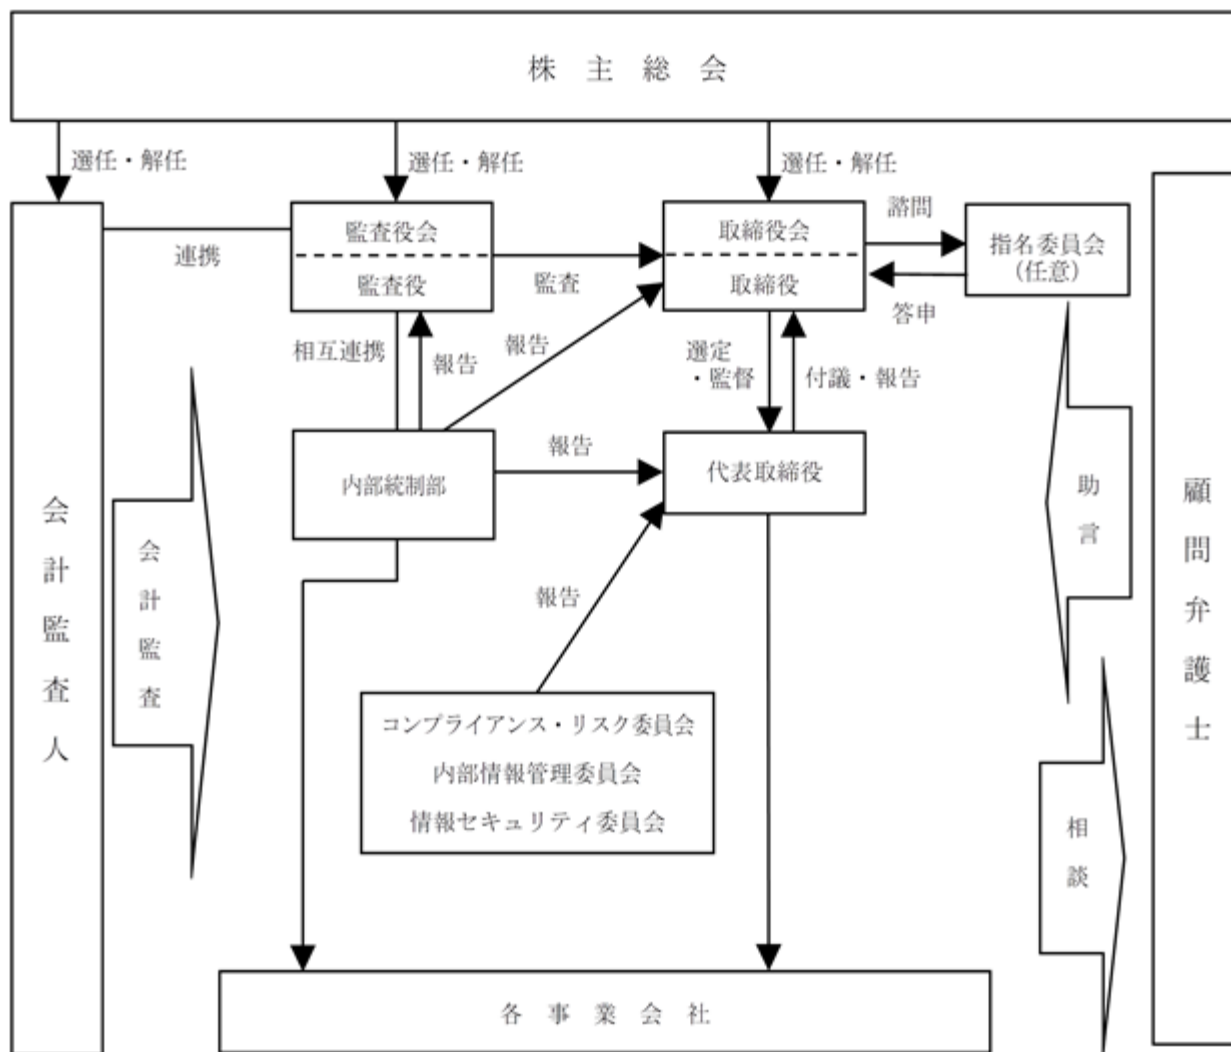 株主総会
選任・解任
選任・解任
選任・解任
監査役会
監査役
取締役会
取締役
諮問
指名委員会
（任意）
答申
連携
監査
相互連携
報告
報告
選定
・監督
付議・報告
内部統制部
報告
代表取締役
報告
コンプライアンス・リスク委員会
内部情報管理委員会
情報セキュリティ委員会
会計監査人
会計監査
助言
相談
顧問弁護士
各事業会社